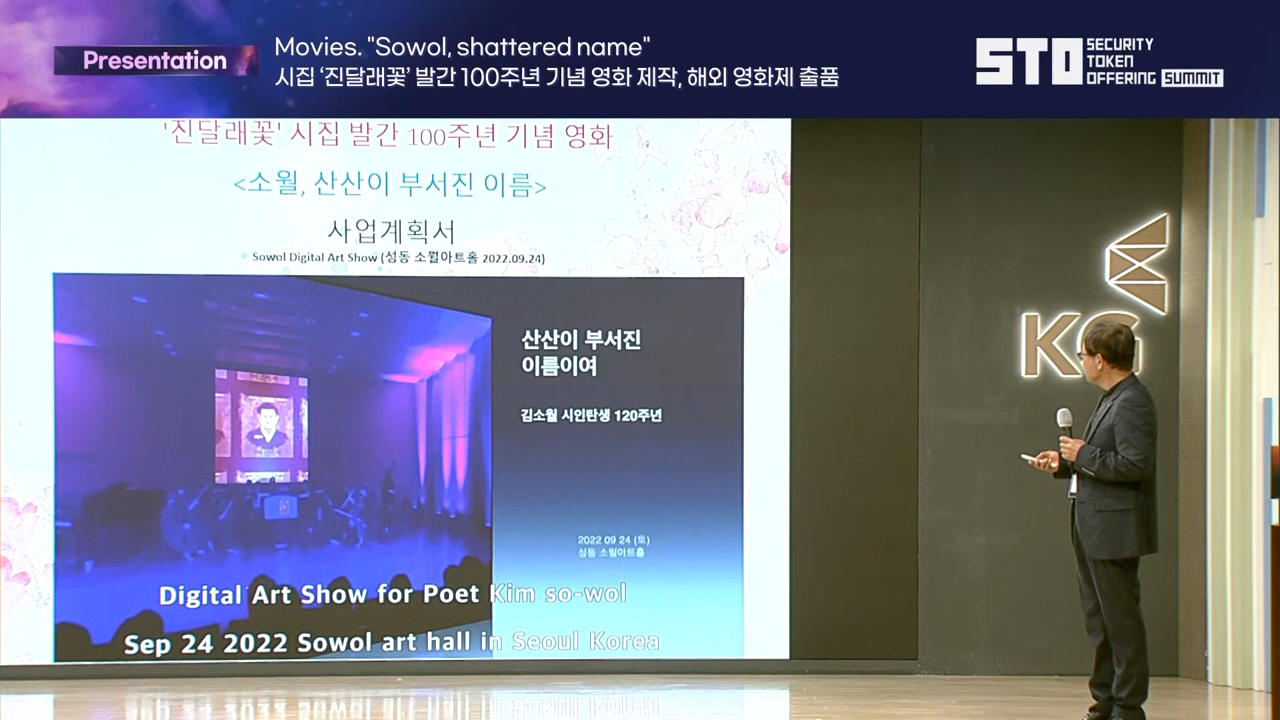 Presentation
Movies. "Sowol, shattered name"
시집 ‘진달래꽃’ 발간 100주년 기념 영화 제작, 해외 영화제 출품
STO
SECURITY
TOKEN
OFFERING SUMMIT
'진달래꽃' 시집 발간 100주년 기념 영화
<소월, 산산이 부서진 이름>
사업계획서
Sowol Digital Art Show (성동 소월아트홀 2022.09.24)
산산이 부서진
이름이여
김소월 시인탄생 120주년
2022 09 24 (토)
성동 소월아트홀
Digital Art Show for Poet Kim so-wol
Sep 24 2022 Sowol art hall in Seoul Korea
KG